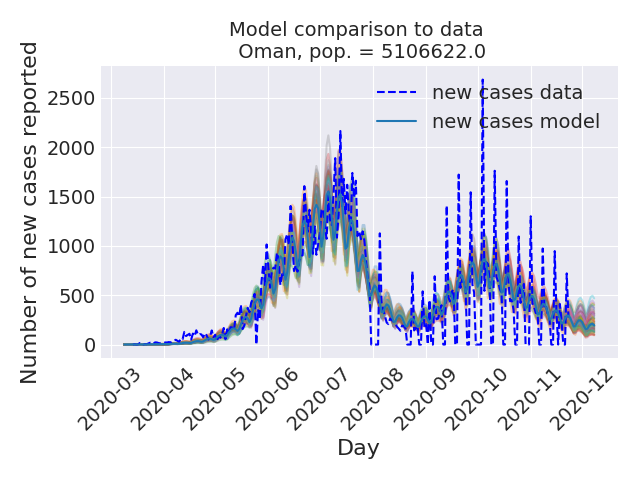 Model comparison to data
Oman, pop. = 5106622.0
Number of new cases reported
2500
2000
1500
1000
500
0
new cases data
new cases model
2020-03
2020-04
2020-05
2020-06
2020-07
2020-08
2020-09
2020-10
2020-11
2020-12
Day